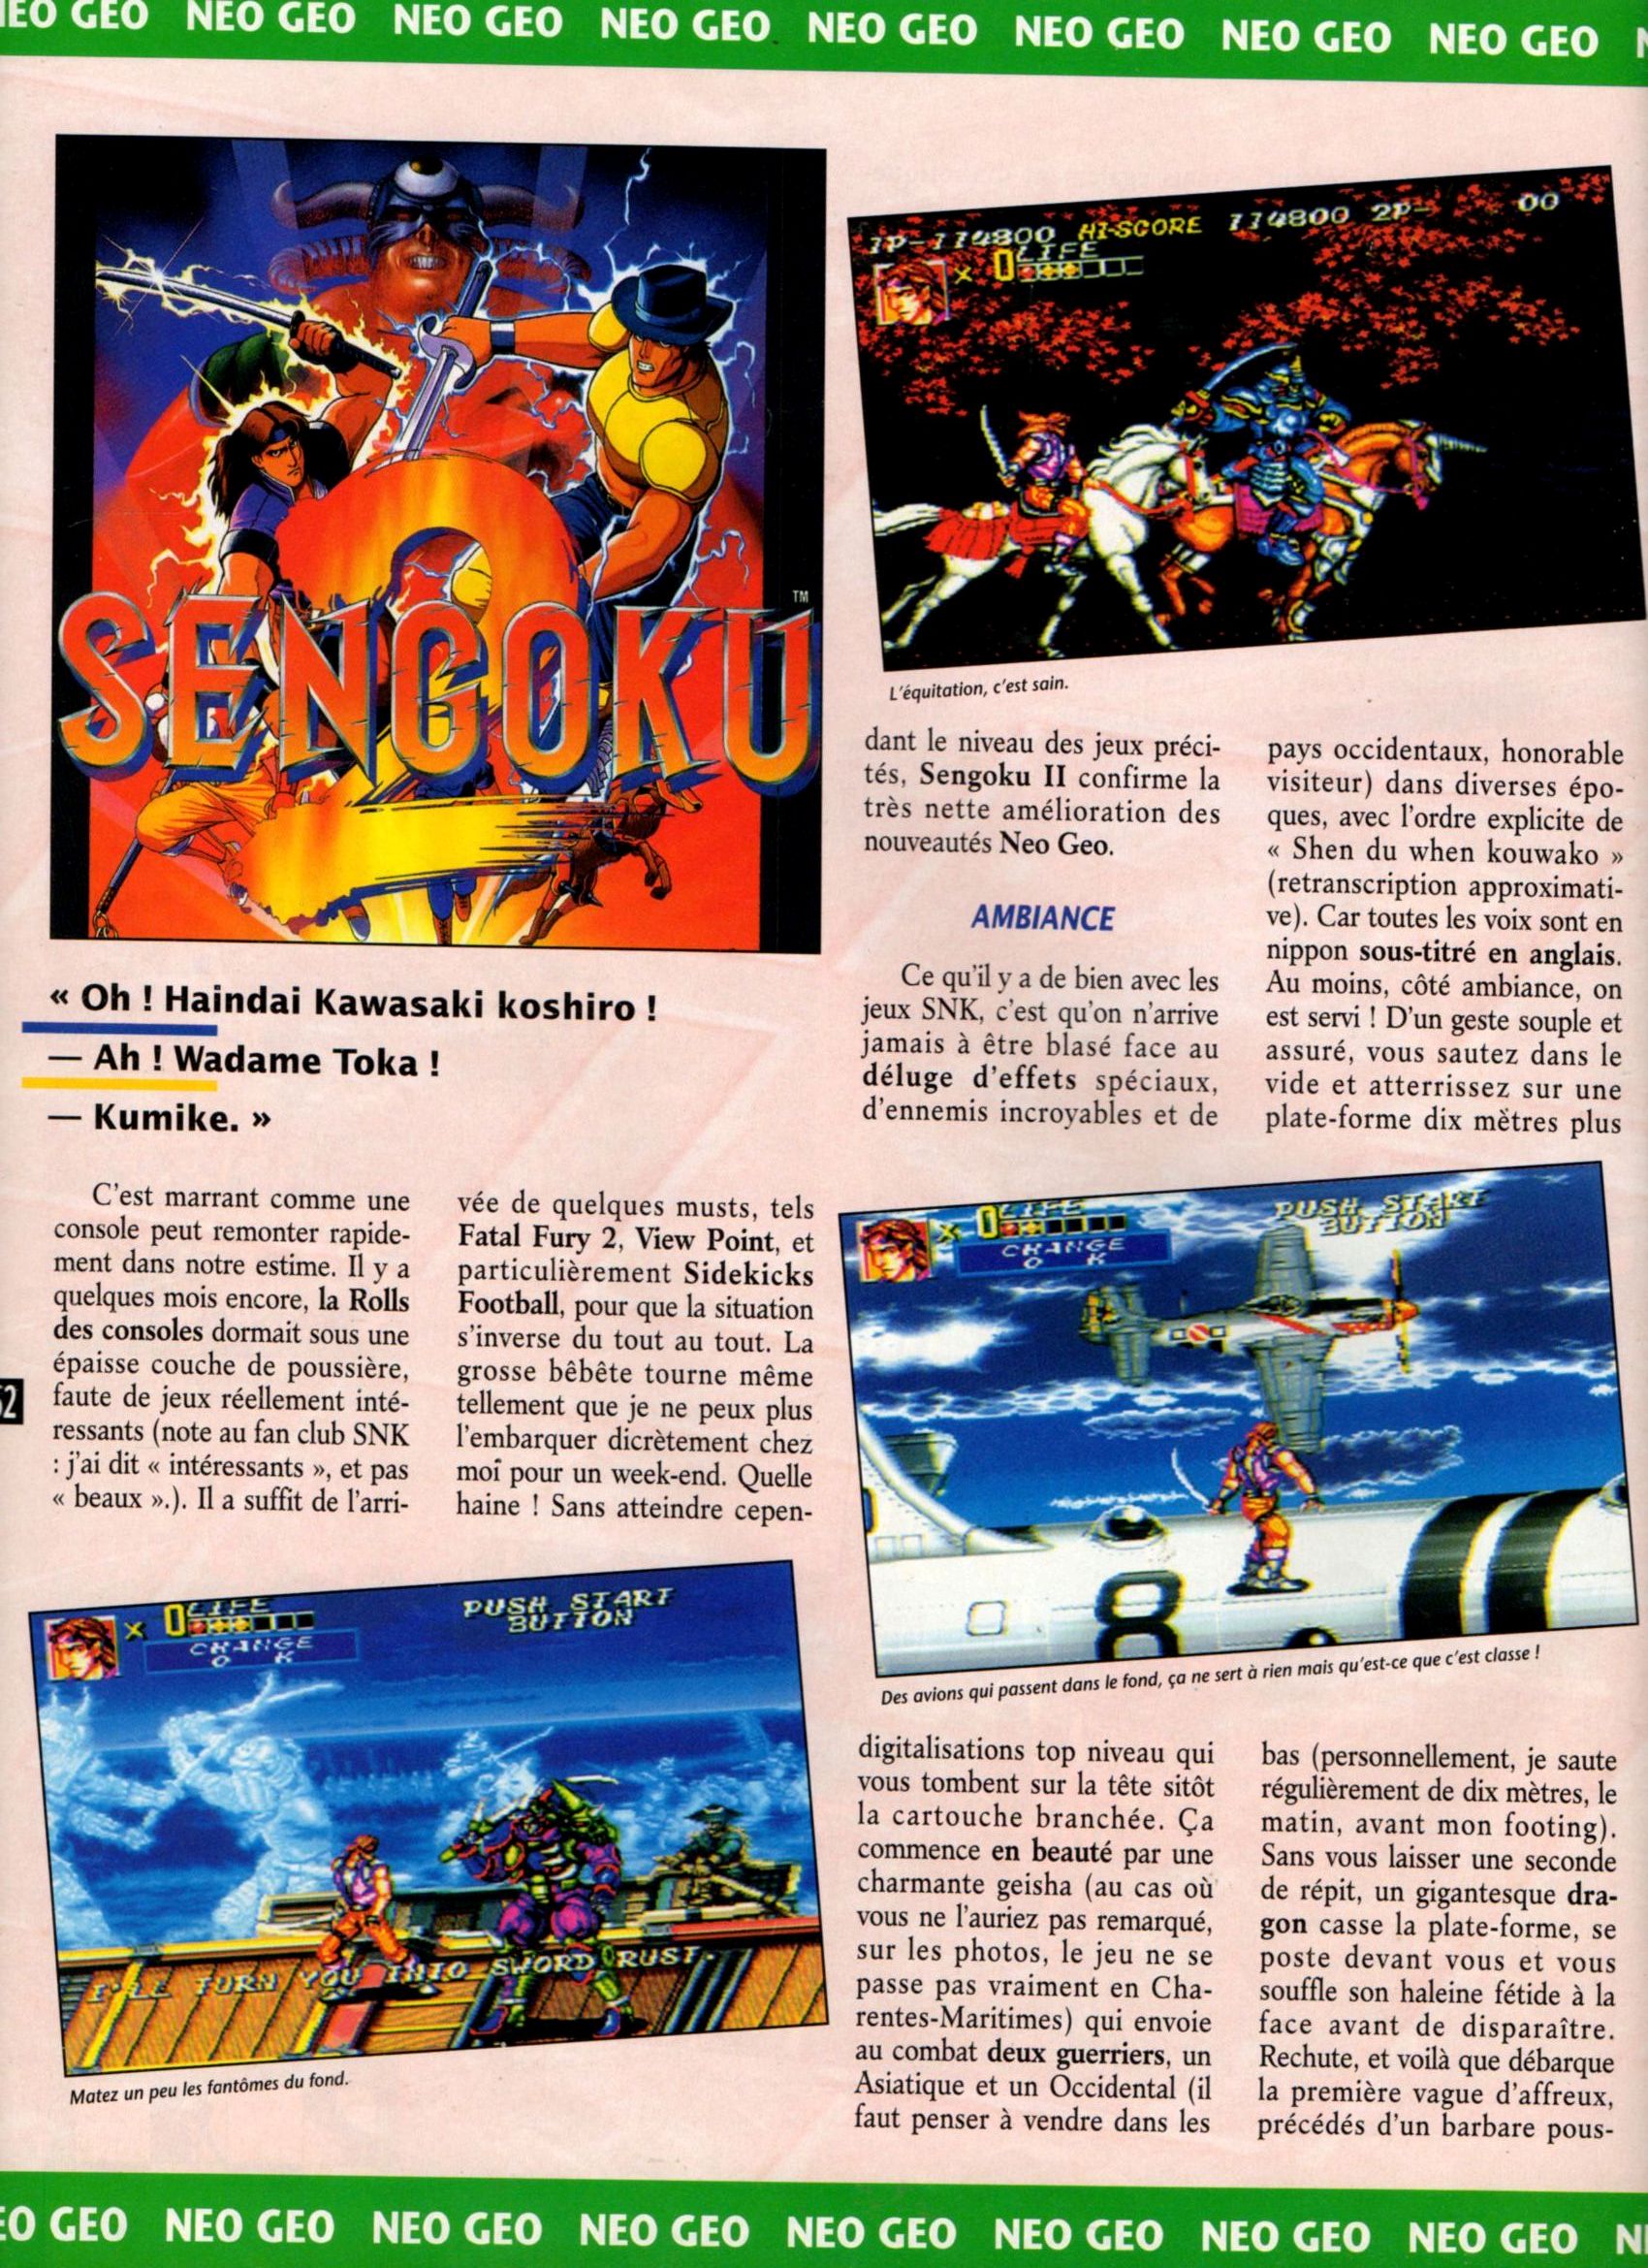 EO GEO NEO GEO NEO GEO NEO GEO NEO GEO NEO GEO NEO GEO NEO GEO
SENGOKU
2
TM
« Oh ! Haindai Kawasaki koshiro !
— Ah ! Wadame Toka !
— Kumike. »
C'est marrant comme une
console peut remonter rapide-
ment dans notre estime. Il y a
quelques mois encore, la Rolls
des consoles dormait sous une
épaisse couche de poussière,
faute de jeux réellement inté-
ressants (note au fan club SNK
: j'ai dit « intéressants », et pas
« beaux ».). Il a suffit de l'arri-
vée de quelques musts, tels
Fatal Fury 2, View Point, et
particulièrement Sidekicks
Football, pour que la situation
s'inverse du tout au tout. La
grosse bêbête tourne même
tellement que je ne peux plus
l'embarquer dicrètement chez
moi pour un week-end. Quelle
haine ! Sans atteindre cepen-
52
x 0 LIFE
CHANGE
O K
PUSH START
BUTTON
I'LL TURN YOU INTO SWORD RUST.
Matez un peu les fantômes du fond.
1P-114800 HI-SCORE 114800 2P- 00
x 0 LIFE
L'équitation, c'est sain.
dant le niveau des jeux préci-
tés, Sengoku II confirme la
très nette amélioration des
nouveautés Neo Geo.
AMBIANCE
Ce qu'il y a de bien avec les
jeux SNK, c'est qu'on n'arrive
jamais à être blasé face au
déluge d'effets spéciaux,
d'ennemis incroyables et de
x 0 LIFE
CHANGE
O K
PUSH START
BUTTON
8
Des avions qui passent dans le fond, ça ne sert à rien mais qu'est-ce que c'est classe !
digitalisations top niveau qui
vous tombent sur la tête sitôt
la cartouche branchée. Ça
commence en beauté par une
charmante geisha (au cas où
vous ne l'auriez pas remarqué,
sur les photos, le jeu ne se
passe pas vraiment en Cha-
rentes-Maritimes) qui envoie
au combat deux guerriers, un
Asiatique et un Occidental (il
faut penser à vendre dans les
pays occidentaux, honorable
visiteur) dans diverses épo-
ques, avec l'ordre explicite de
« Shen du when kouwako »
(retranscription approximati-
ve). Car toutes les voix sont en
nippon sous-titré en anglais.
Au moins, côté ambiance, on
est servi ! D'un geste souple et
assuré, vous sautez dans le
vide et atterrissez sur une
plate-forme dix mètres plus
bas (personnellement, je saute
régulièrement de dix mètres, le
matin, avant mon footing).
Sans vous laisser une seconde
de répit, un gigantesque dra-
gon casse la plate-forme, se
poste devant vous et vous
souffle son haleine fétide à la
face avant de disparaître.
Rechute, et voilà que débarque
la première vague d'affreux,
précédés d'un barbare pous-
EO GEO NEO GEO NEO GEO NEO GEO NEO GEO NEO GEO NEO GEO NEO GEO